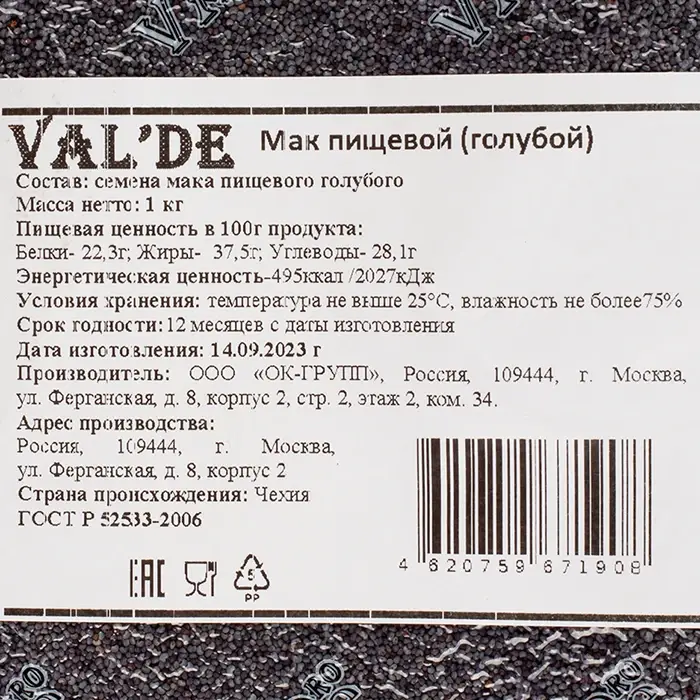 VAL'DE Мак пищевой (голубой)
Состав: семена мака пищевого голубого
Масса нетто: 1 кг
Пищевая ценность в 100г продукта:
Белки- 22,3г; Жиры- 37,5г; Углеводы- 28,1г
Энергетическая ценность-495ккал /2027кДж
Условия хранения: температура не выше 25°С, влажность не более75%
Срок годности: 12 месяцев с даты изготовления
Дата изготовления: 14.09.2023 г
Производитель: ООО «ОК-ГРУПП», Россия, 109444, г. Москва,
ул. Ферганская, д. 8, корпус 2, стр. 2, этаж 2, ком. 34.
Адрес производства:
Россия, 109444, г. Москва,
ул. Ферганская, д. 8, корпус 2
Страна происхождения: Чехия
ГОСТ Р 52533-2006
4 620759 671908
EAC
5
PP